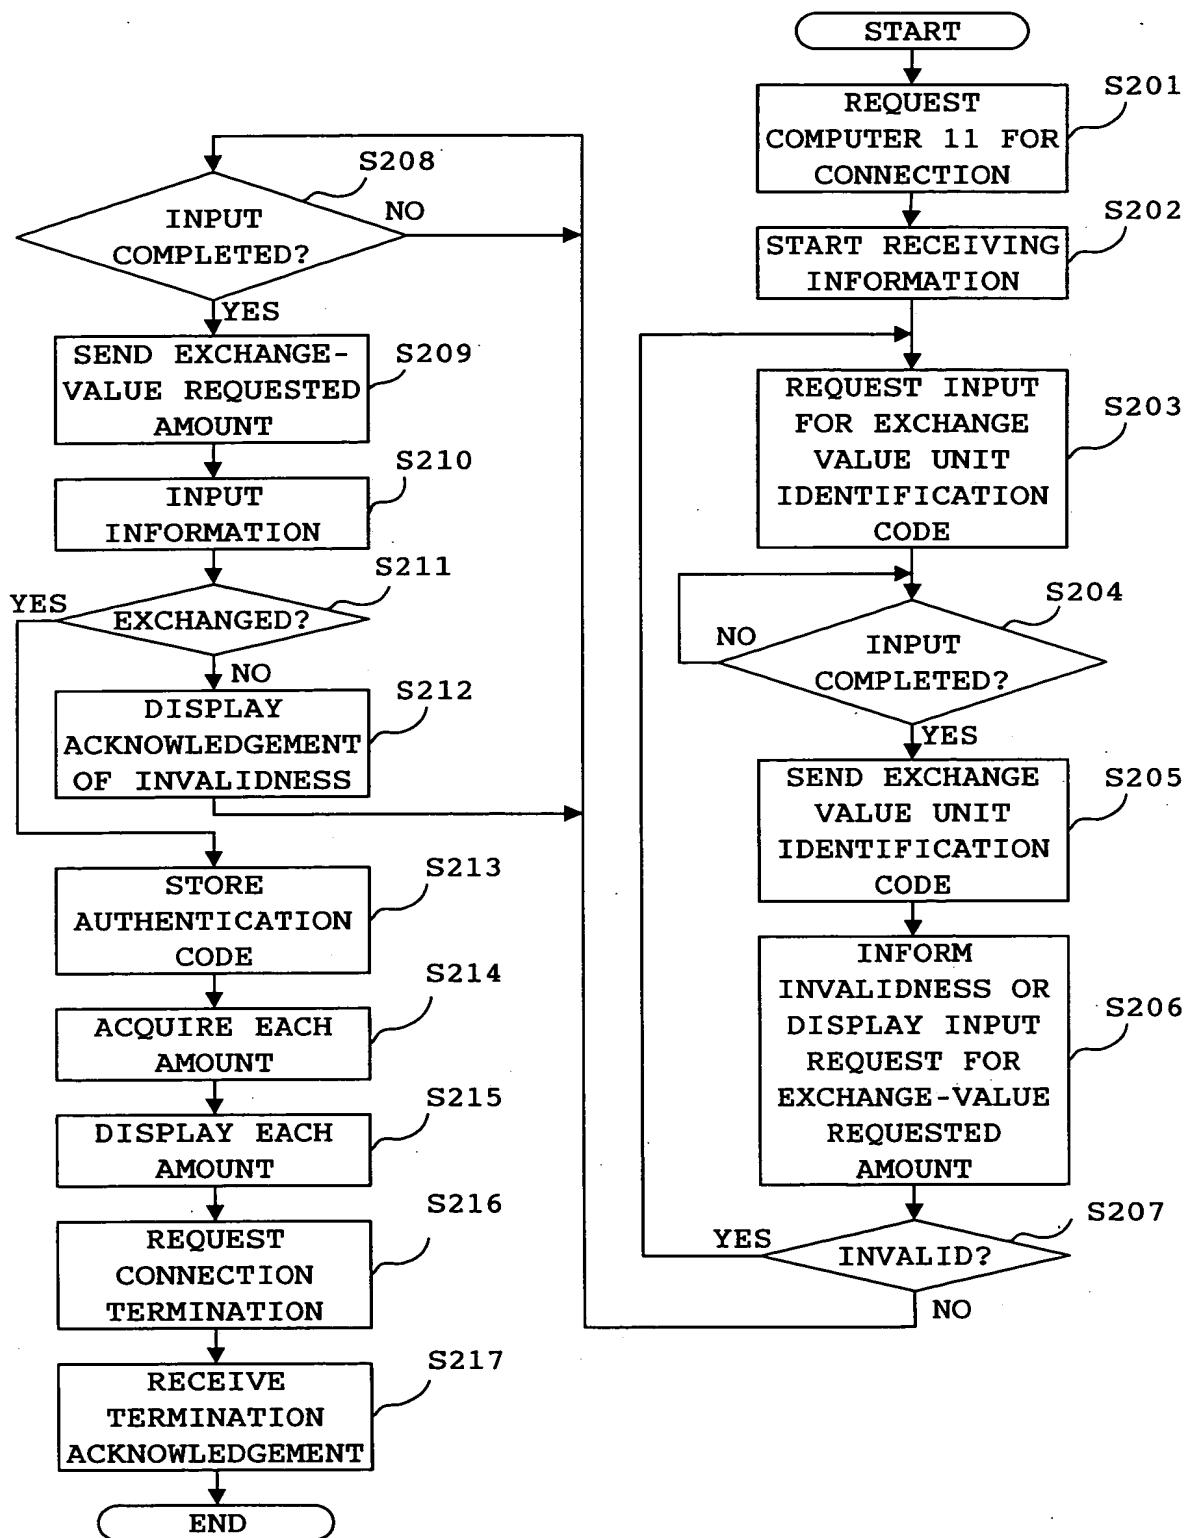 START
S201
REQUEST
COMPUTER 11 FOR
CONNECTION
S202
START RECEIVING
INFORMATION
S203
REQUEST INPUT
FOR EXCHANGE
VALUE UNIT
IDENTIFICATION
CODE
S204
NO
INPUT
COMPLETED?
YES
S205
SEND EXCHANGE
VALUE UNIT
IDENTIFICATION
CODE
S206
INFORM
INVALIDNESS OR
DISPLAY INPUT
REQUEST FOR
EXCHANGE-VALUE
REQUESTED
AMOUNT
S207
YES
INVALID?
NO
S208
INPUT
COMPLETED?
NO
YES
S209
SEND EXCHANGE-
VALUE REQUESTED
AMOUNT
S210
INPUT
INFORMATION
S211
YES
EXCHANGED?
NO
S212
DISPLAY
ACKNOWLEDGEMENT
OF INVALIDNESS
S213
STORE
AUTHENTICATION
CODE
S214
ACQUIRE EACH
AMOUNT
S215
DISPLAY EACH
AMOUNT
S216
REQUEST
CONNECTION
TERMINATION
S217
RECEIVE
TERMINATION
ACKNOWLEDGEMENT
END